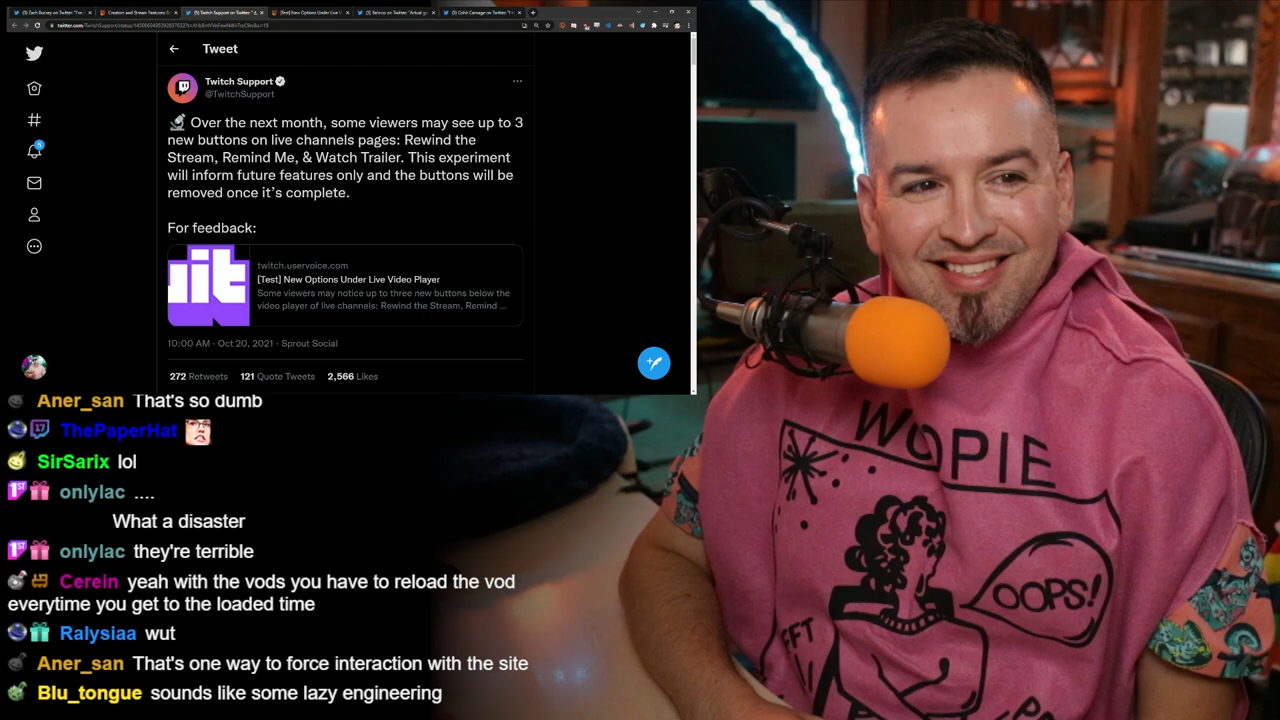 Tweet
Twitch Support
@TwitchSupport
Over the next month, some viewers may see up to 3
new buttons on live channels pages: Rewind the
Stream, Remind Me, & Watch Trailer. This experiment
will inform future features only and the buttons will be
removed once it’s complete.
For feedback:
twitch.uservoice.com
[Test] New Options Under Live Video Player
Some viewers may notice up to three new buttons below the
video player of live channels: Rewind the Stream, Remind ...
10:00 AM · Oct 20, 2021 · Sprout Social
272 Retweets 121 Quote Tweets 2,566 Likes
Aner_san That's so dumb
ThePaperHat
SirSarix lol
onlylac ....
What a disaster
onlylac they're terrible
Cerein yeah with the vods you have to reload the vod
everytime you get to the loaded time
Ralysiaa wut
Aner_san That's one way to force interaction with the site
Blu_tongue sounds like some lazy engineering
WOPIE
OOPS!